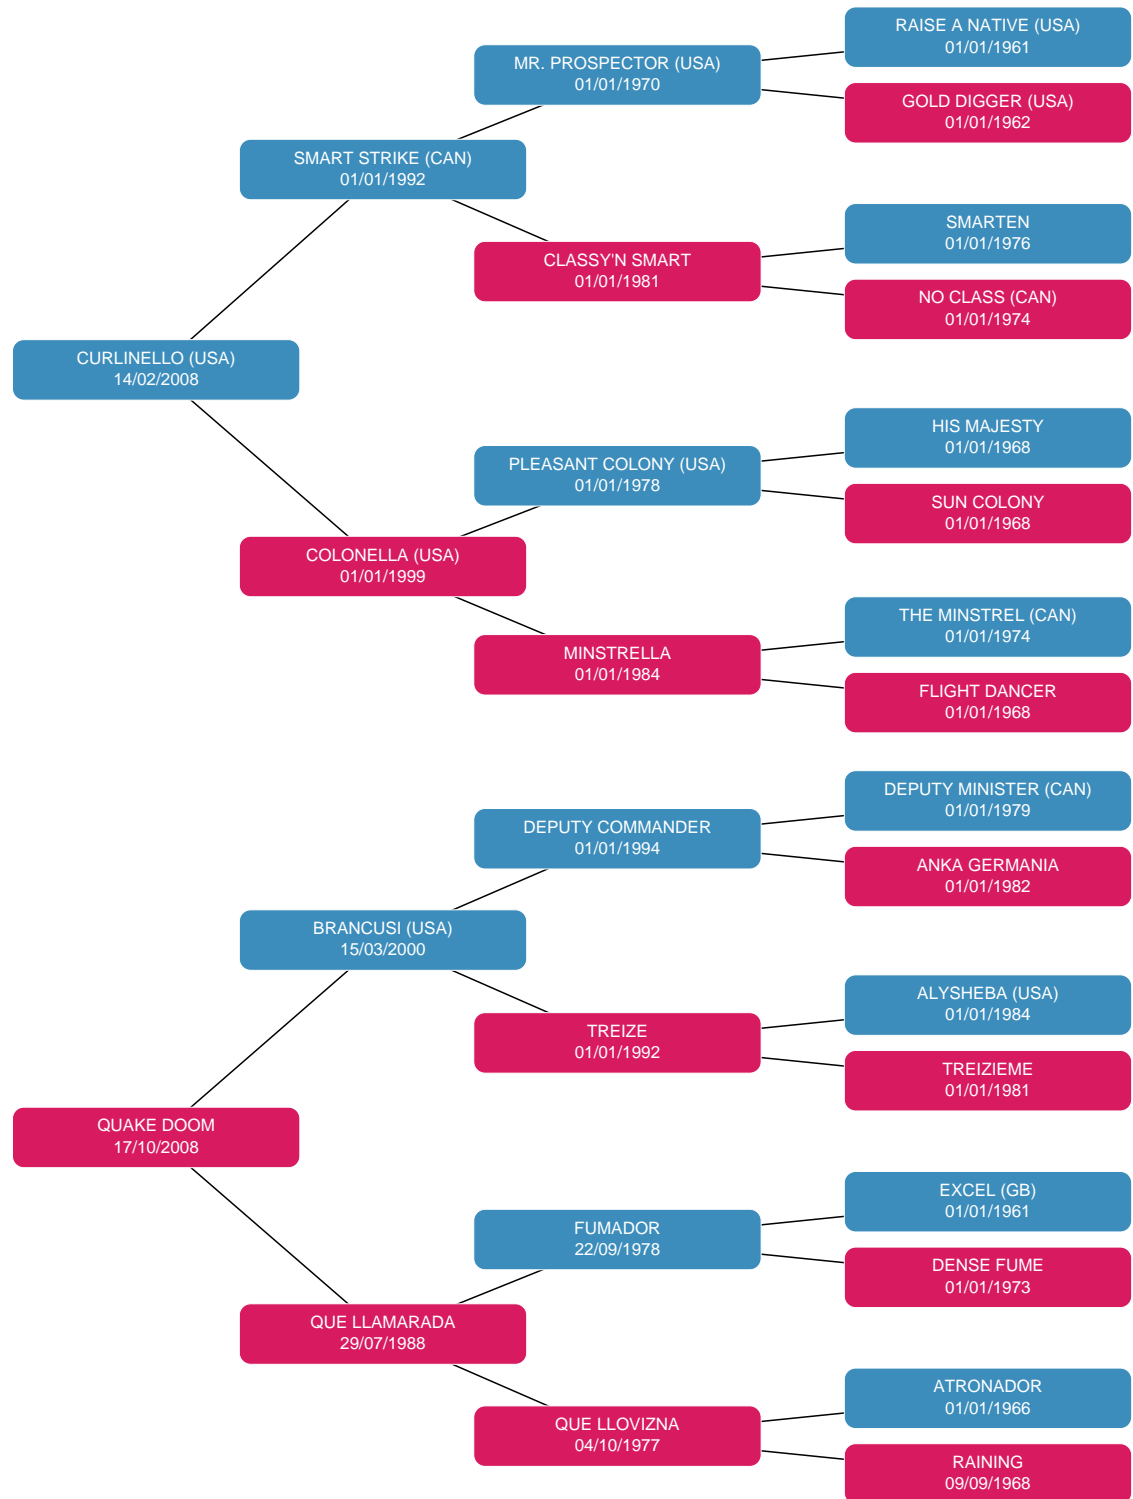 RAISE A NATIVE (USA)
01/01/1961
MR. PROSPECTOR (USA)
01/01/1970
GOLD DIGGER (USA)
01/01/1962
SMART STRIKE (CAN)
01/01/1992
SMARTEN
01/01/1976
CLASSY'N SMART
01/01/1981
NO CLASS (CAN)
01/01/1974
CURLINELLO (USA)
14/02/2008
HIS MAJESTY
01/01/1968
PLEASANT COLONY (USA)
01/01/1978
SUN COLONY
01/01/1968
COLONELLA (USA)
01/01/1999
THE MINSTREL (CAN)
01/01/1974
MINSTRELLA
01/01/1984
FLIGHT DANCER
01/01/1968
DEPUTY MINISTER (CAN)
01/01/1979
DEPUTY COMMANDER
01/01/1994
ANKA GERMANIA
01/01/1982
BRANCUSI (USA)
15/03/2000
ALYSHEBA (USA)
01/01/1984
TREIZE
01/01/1992
TREIZIEME
01/01/1981
QUAKE DOOM
17/10/2008
EXCEL (GB)
01/01/1961
FUMADOR
22/09/1978
DENSE FUME
01/01/1973
QUE LLAMARADA
29/07/1988
ATRONADOR
01/01/1966
QUE LLOVIZNA
04/10/1977
RAINING
09/09/1968